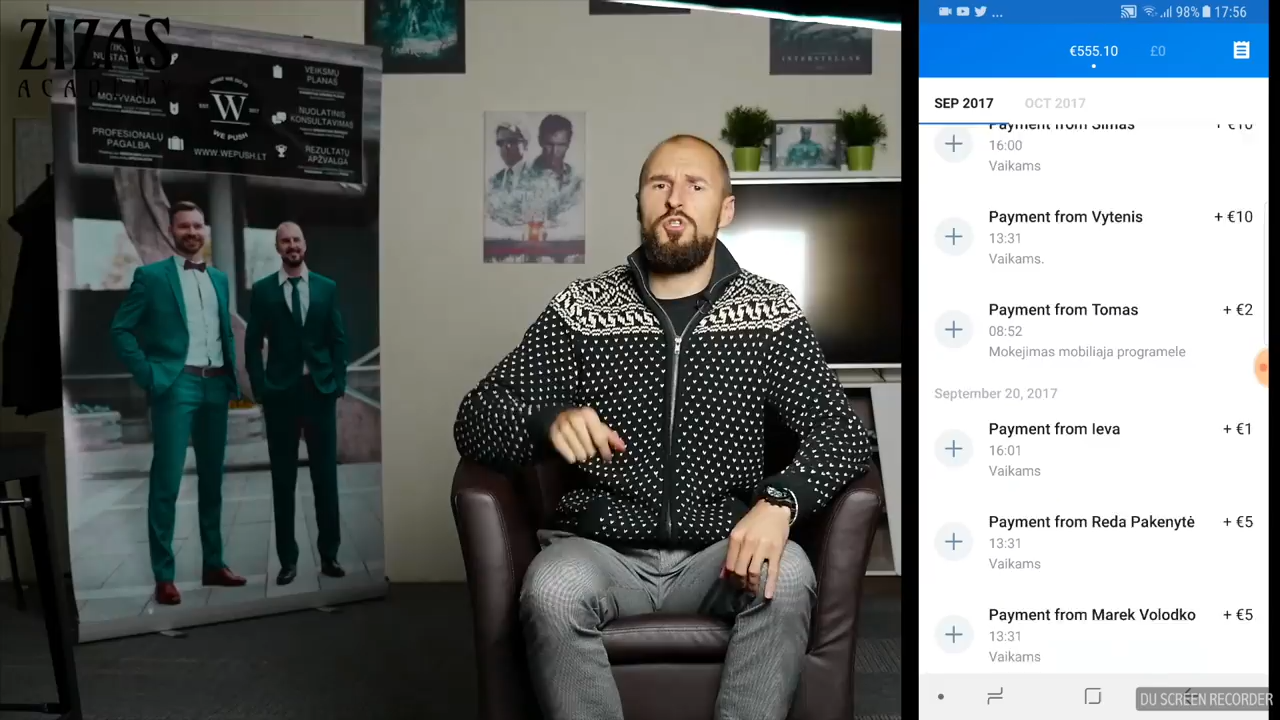 ZIZAS
ACADEMY
MOTYVACIJA
PROFESIONALŲ
PAGALBA
W
WE PUSH
WWW.WEPUSH.LT
VEIKSMŲ
PLANAS
NUOLATINIS
KONSULTAVIMAS
REZULTATŲ
APŽVALGA
INTERSTELLAR
... 98% 17:56
€555.10 £0
SEP 2017 OCT 2017
Payment from Simas + €10
16:00
Vaikams
Payment from Vytenis + €10
13:31
Vaikams.
Payment from Tomas + €2
08:52
Mokejimas mobiliaja programele
September 20, 2017
Payment from Ieva + €1
16:01
Vaikams
Payment from Reda Pakenytė + €5
13:31
Vaikams
Payment from Marek Volodko + €5
13:31
Vaikams
DU SCREEN RECORDER